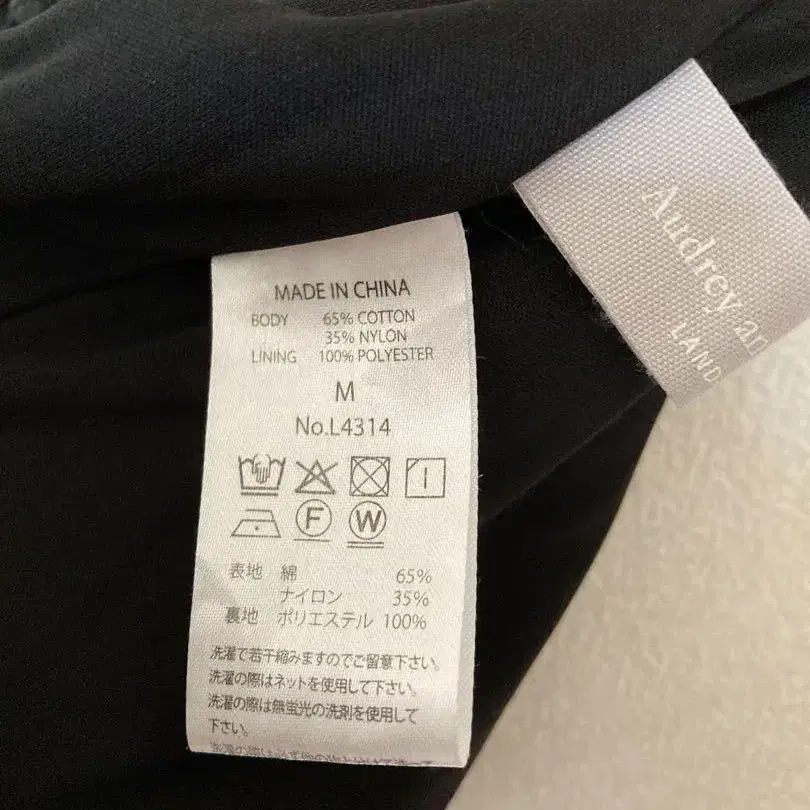 MADE IN CHINA
BODY 65% COTTON
35% NYLON
LINING 100% POLYESTER
M
No.L4314
F W
表地 綿 65%
ナイロン 35%
裏地 ポリエステル 100%
洗濯で若干縮みますのでご留意下さい。
洗濯の際はネットを使用して下さい。
洗濯の際は無蛍光の洗剤を使用して
下さい。
Audrey